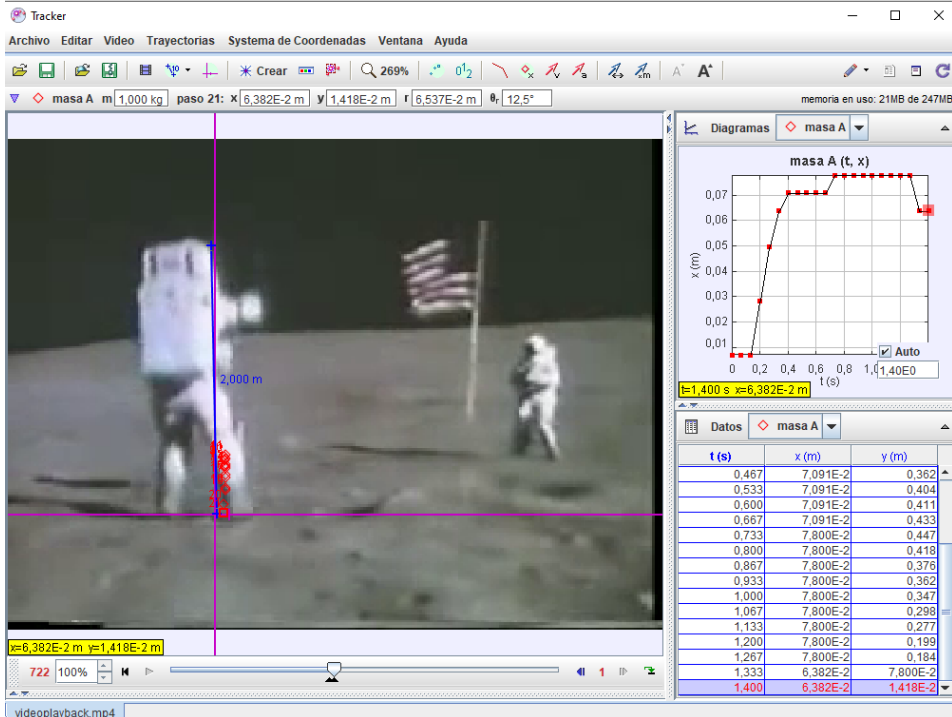 Tracker
Archivo Editar Video Trayectorias Systema de Coordenadas Ventana Ayuda
Crear 269%
masa A m 1,000 kg paso 21: x 6,382E-2 m y 1,418E-2 m r 6,537E-2 m θr 12,5° memoria en uso: 21MB de 247MB
Diagramas masa A
masa A (t, x)
x (m)
0,07
0,06
0,05
0,04
0,03
0,02
0,01
0 0,2 0,4 0,6 0,8 1,0
t (s)
Auto
1,40E0
t=1,400 s x=6,382E-2 m
2,000 m
Datos masa A
t (s) x (m) y (m)
0,467 7,091E-2 0,362
0,533 7,091E-2 0,404
0,600 7,091E-2 0,411
0,667 7,091E-2 0,433
0,733 7,800E-2 0,447
0,800 7,800E-2 0,418
0,867 7,800E-2 0,376
0,933 7,800E-2 0,362
1,000 7,800E-2 0,347
1,067 7,800E-2 0,298
1,133 7,800E-2 0,277
1,200 7,800E-2 0,199
1,267 7,800E-2 0,184
1,333 6,382E-2 7,800E-2
1,400 6,382E-2 1,418E-2
x=6,382E-2 m y=1,418E-2 m
722 100% 1
videoplayback.mp4